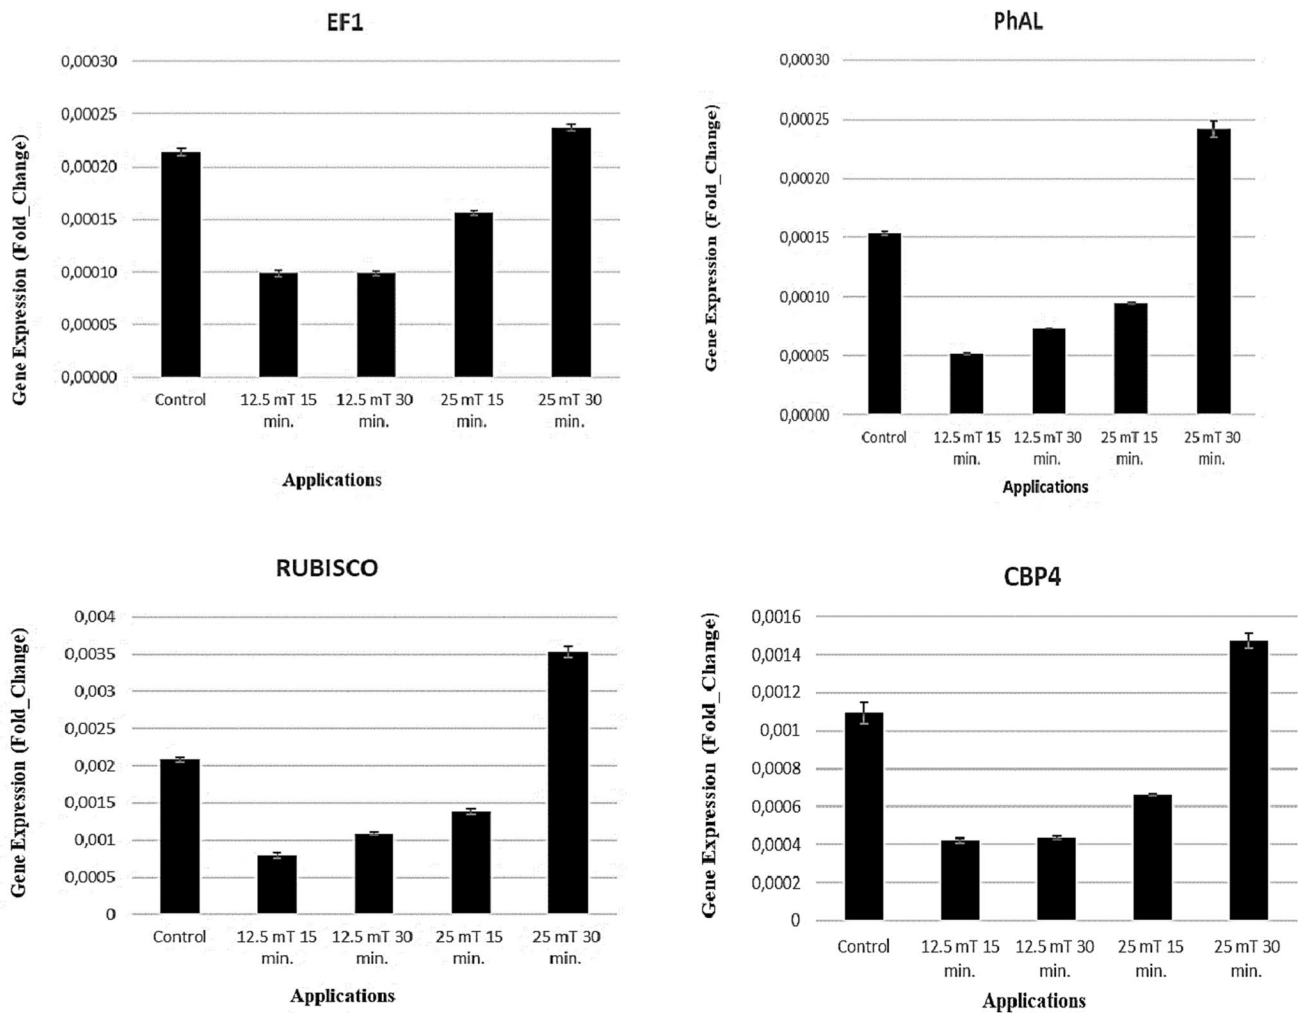 EF1
Gene Expression (Fold_Change)
0,00030
0,00025
0,00020
0,00015
0,00010
0,00005
0,00000
Control
12.5 mT 15
min.
12.5 mT 30
min.
25 mT 15
min.
25 mT 30
min.
Applications
PhAL
Gene Expression (Fold_Change)
0,00030
0,00025
0,00020
0,00015
0,00010
0,00005
0,00000
Control
12.5 mT 15
min.
12.5 mT 30
min.
25 mT 15
min.
25 mT 30
min.
Applications
RUBISCO
Gene Expression (Fold_Change)
0,004
0,0035
0,003
0,0025
0,002
0,0015
0,001
0,0005
0
Control
12.5 mT 15
min.
12.5 mT 30
min.
25 mT 15
min.
25 mT 30
min.
Applications
CBP4
Gene Expression (Fold_Change)
0,0016
0,0014
0,0012
0,001
0,0008
0,0006
0,0004
0,0002
0
Control
12.5 mT 15
min.
12.5 mT 30
min.
25 mT 15
min.
25 mT 30
min.
Applications